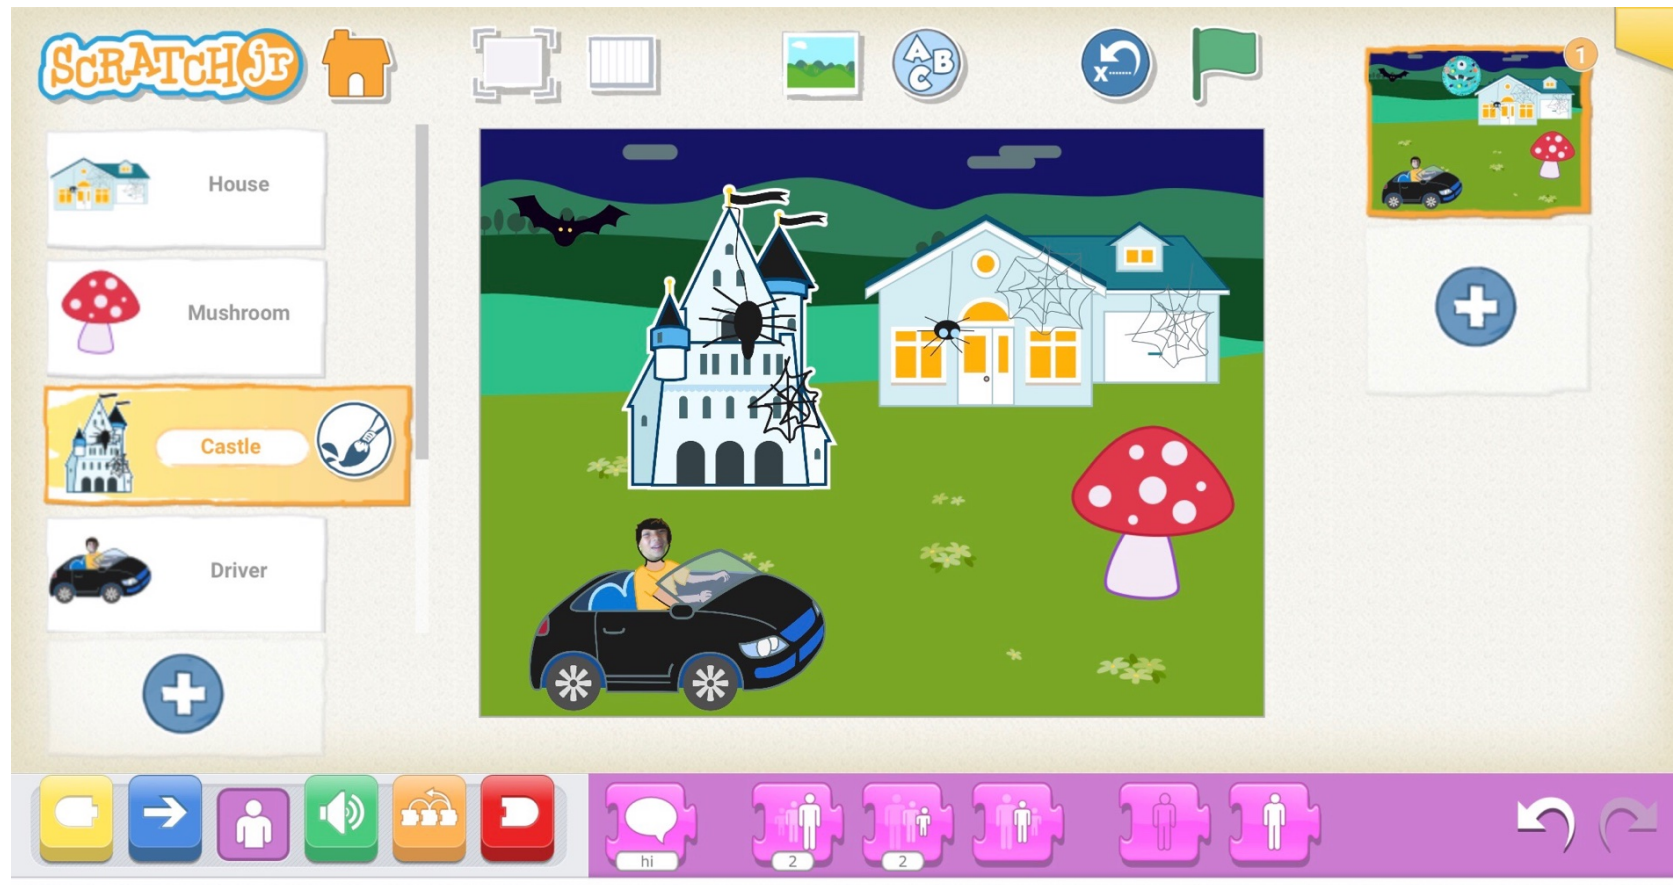 SCRATCHJr
A B C
x
1
House
Mushroom
Castle
Driver
hi
2
2